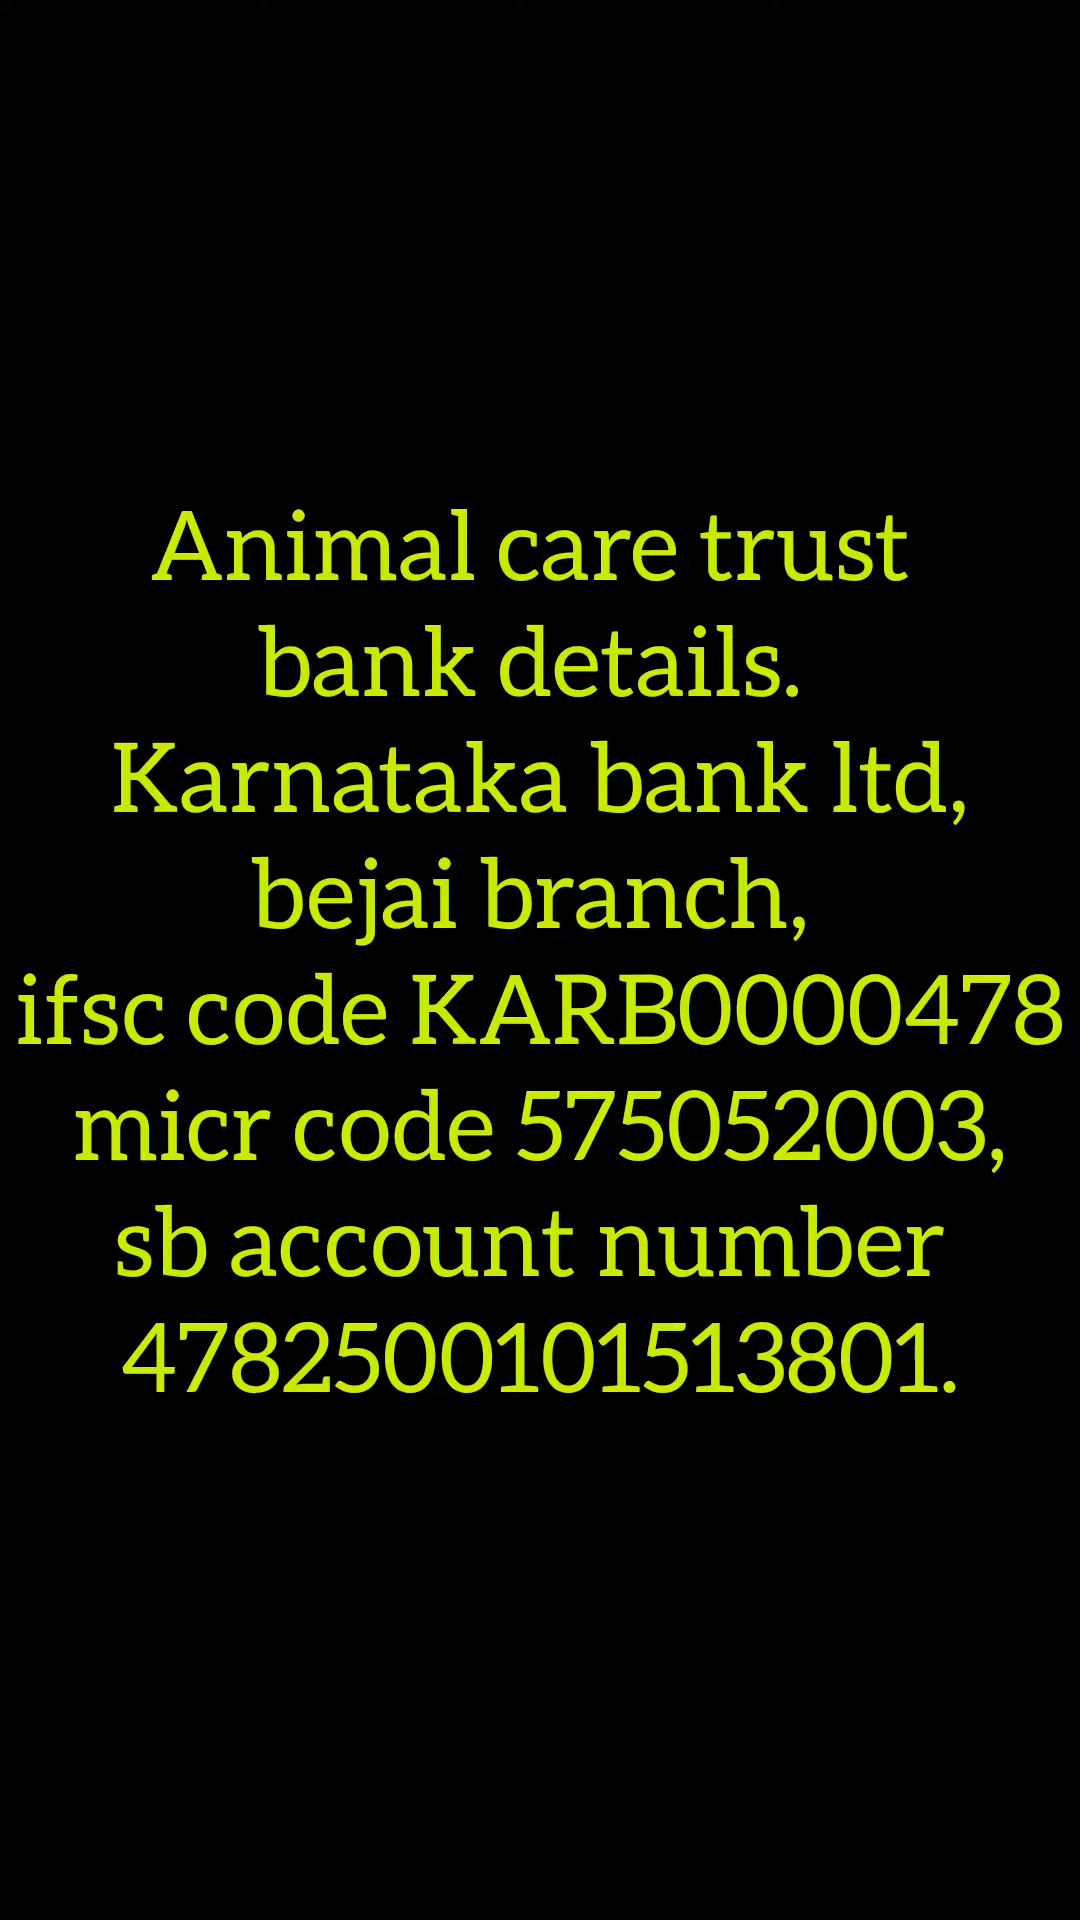 Animal care trust
bank details.
Karnataka bank ltd,
bejai branch,
ifsc code KARB0000478
micr code 575052003,
sb account number
4782500101513801.